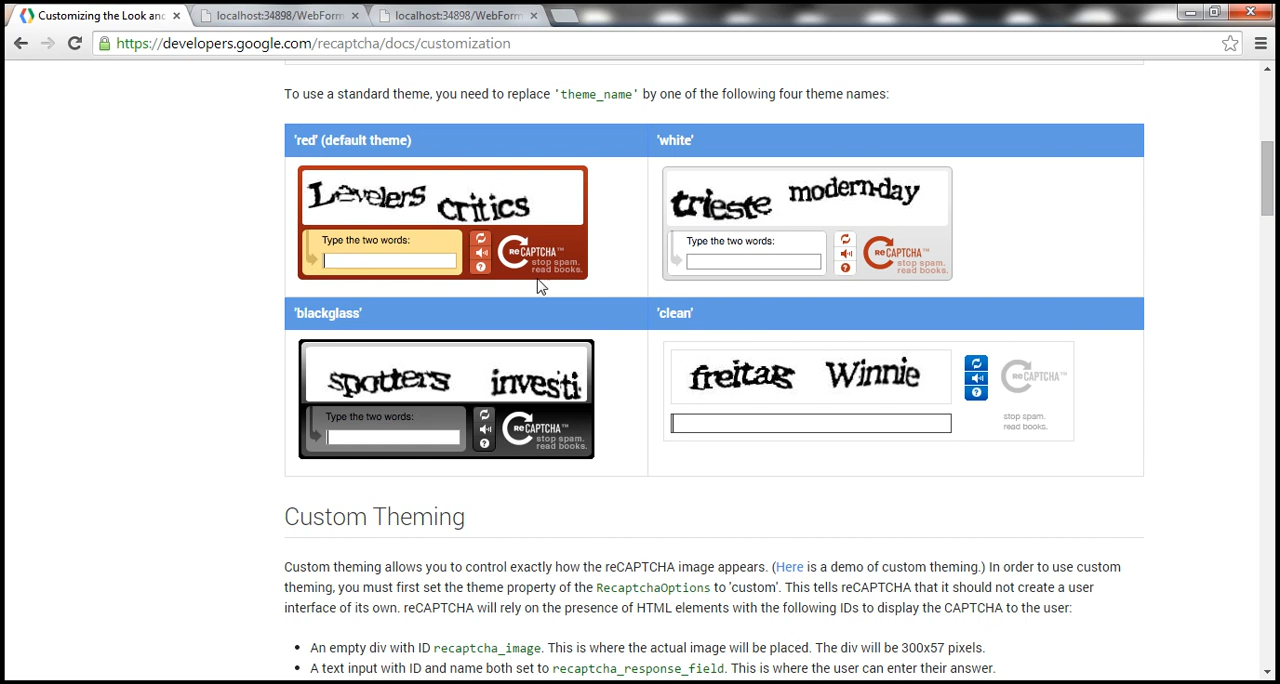 Customizing the Look and
localhost:34898/WebForm
localhost:34898/WebForm
https://developers.google.com/recaptcha/docs/customization
To use a standard theme, you need to replace 'theme_name' by one of the following four theme names:
'red' (default theme)
'white'
Levelers critics
trieste modern-day
Type the two words:
reCAPTCHA™
stop spam.
read books.
Type the two words:
reCAPTCHA™
stop spam.
read books.
'blackglass'
'clean'
spotters investi
freitag Winnie
Type the two words:
reCAPTCHA™
stop spam.
read books.
reCAPTCHA™
stop spam.
read books.
Custom Theming
Custom theming allows you to control exactly how the reCAPTCHA image appears. (Here is a demo of custom theming.) In order to use custom
theming, you must first set the theme property of the RecaptchaOptions to 'custom'. This tells reCAPTCHA that it should not create a user
interface of its own. reCAPTCHA will rely on the presence of HTML elements with the following IDs to display the CAPTCHA to the user:
• An empty div with ID recaptcha_image. This is where the actual image will be placed. The div will be 300x57 pixels.
• A text input with ID and name both set to recaptcha_response_field. This is where the user can enter their answer.